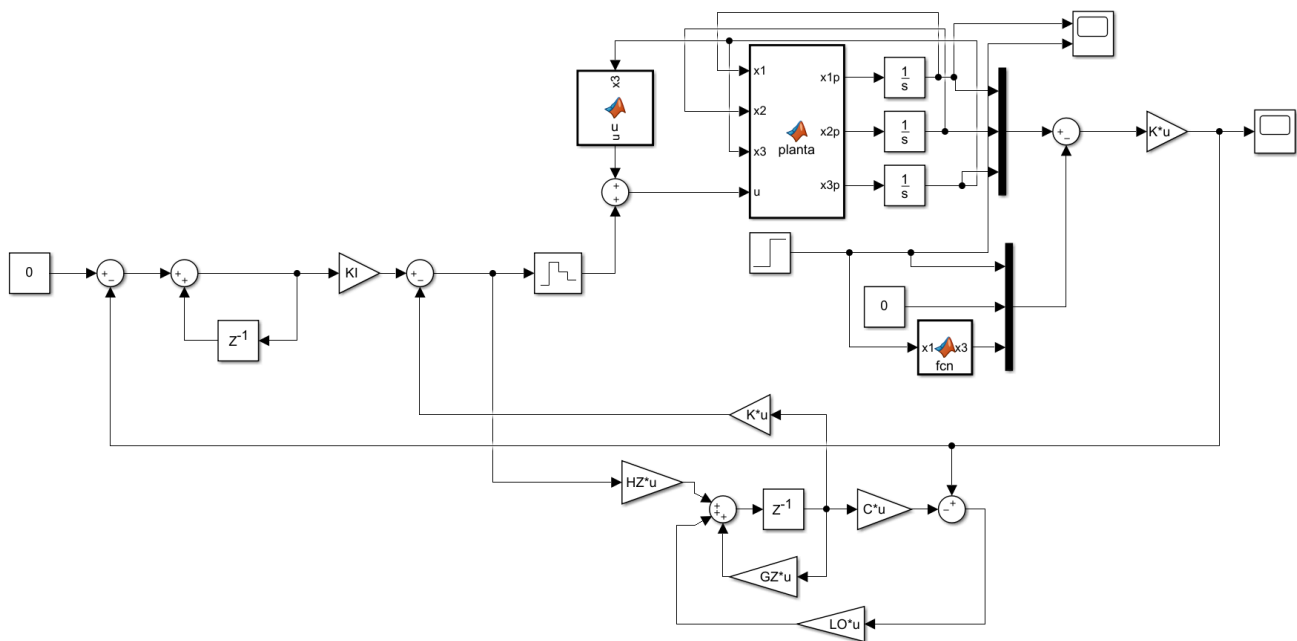 x3
u
u
x1
x2
x3
u
planta
x1p
x2p
x3p
1
s
1
s
1
s
+
−
K*u
+
+
0
+
−
+
+
KI
+
−
Z-1
0
x1
x3
fcn
K*u
HZ*u
+
+
+
Z-1
C*u
+
−
GZ*u
LO*u